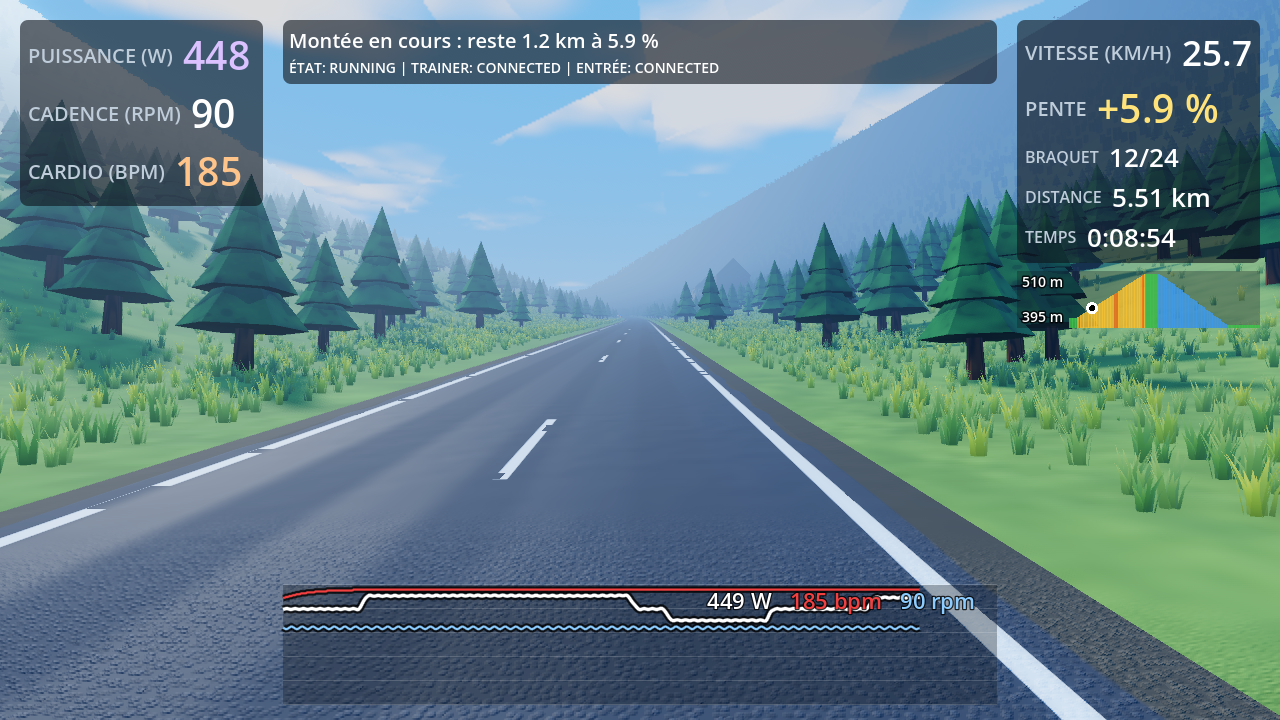 PUISSANCE (W) 448
CADENCE (RPM) 90
CARDIO (BPM) 185
Montée en cours : reste 1.2 km à 5.9 %
ÉTAT: RUNNING | TRAINER: CONNECTED | ENTRÉE: CONNECTED
VITESSE (KM/H) 25.7
PENTE +5.9 %
BRAQUET 12/24
DISTANCE 5.51 km
TEMPS 0:08:54
510 m
395 m
449 W 185 bpm 90 rpm